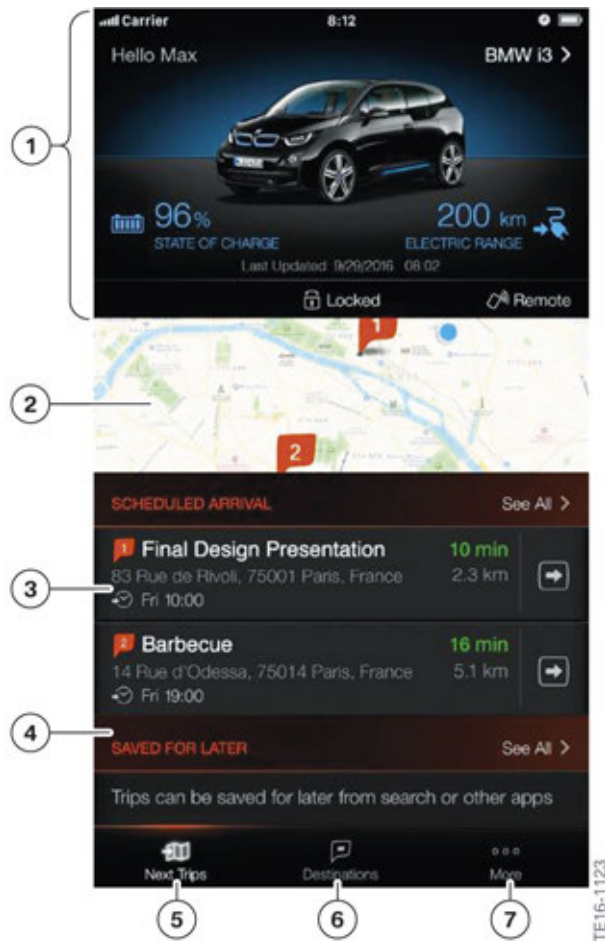 Carrier 8:12
Hello Max BMW i3 >
1
96% 200 km
STATE OF CHARGE ELECTRIC RANGE
Last Updated 9/29/2016 08:02
Locked Remote
1
2
2
SCHEDULED ARRIVAL See All >
1 Final Design Presentation 10 min
83 Rue de Rivoli, 75001 Paris, France 2.3 km
3
Fri 10:00
2 Barbecue 16 min
14 Rue d'Odessa, 75014 Paris, France 5.1 km
Fri 19:00
4
SAVED FOR LATER See All >
Trips can be saved for later from search or other apps
Next Trips Destinations More
5 6 7
TE16-1123